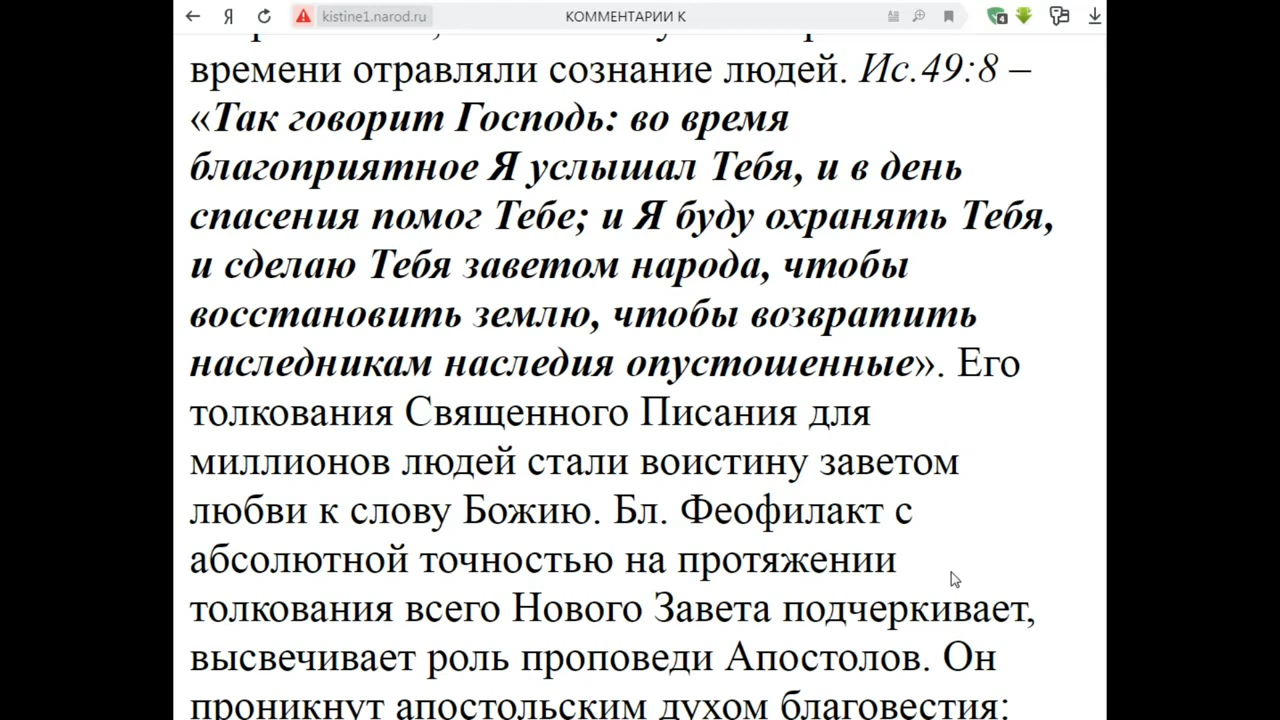 kistine1.narod.ru
КОММЕНТАРИИ К
времени отравляли сознание людей. Ис.49:8 –
«Так говорит Господь: во время
благоприятное Я услышал Тебя, и в день
спасения помог Тебе; и Я буду охранять Тебя,
и сделаю Тебя заветом народа, чтобы
восстановить землю, чтобы возвратить
наследникам наследия опустошенные». Его
толкования Священного Писания для
миллионов людей стали воистину заветом
любви к слову Божию. Бл. Феофилакт с
абсолютной точностью на протяжении
толкования всего Нового Завета подчеркивает,
высвечивает роль проповеди Апостолов. Он
проникнут апостольским духом благовестия: